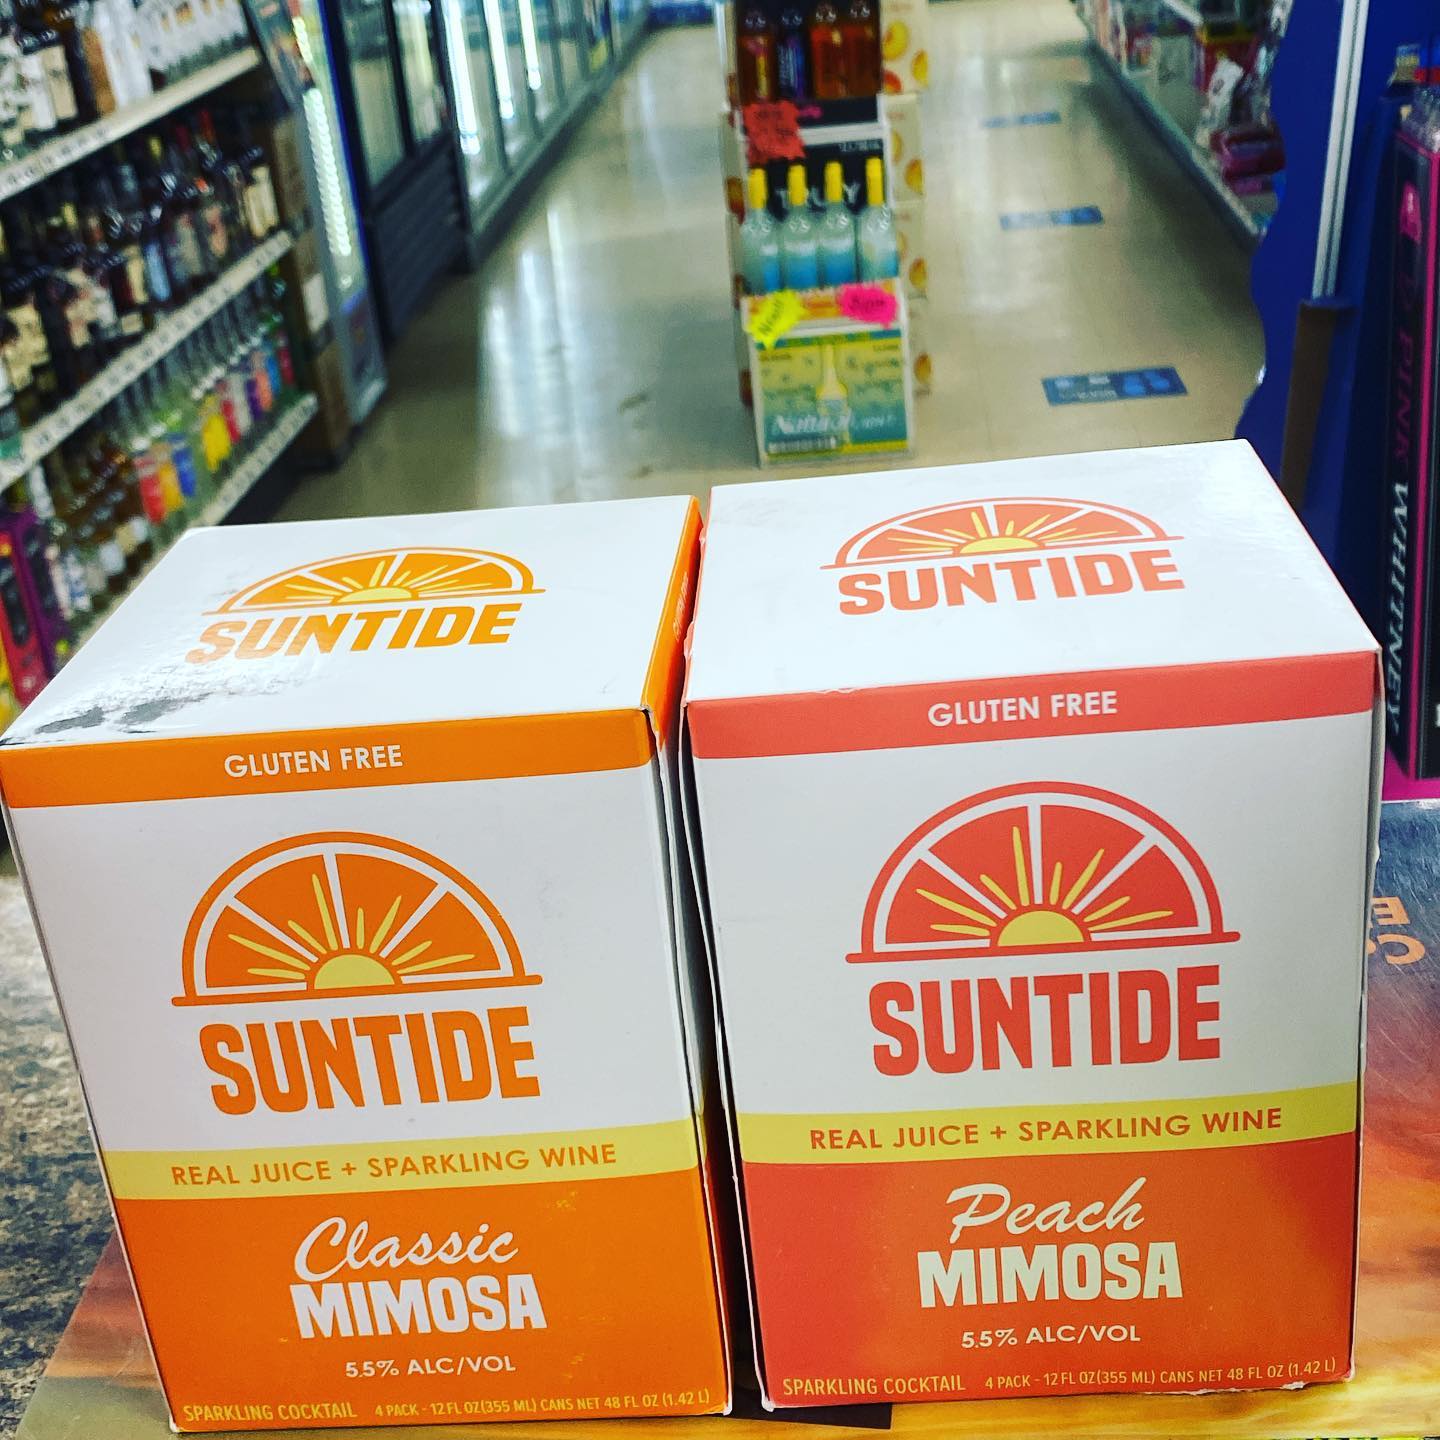 TRULY
Natural
PINK WHITNEY
SUNTIDE
GLUTEN FREE
SUNTIDE
REAL JUICE + SPARKLING WINE
Classic
MIMOSA
5.5% ALC/VOL
SPARKLING COCKTAIL 4 PACK - 12 FL OZ(355 ML) CANS NET 48 FL OZ (1.42 L)
SUNTIDE
GLUTEN FREE
SUNTIDE
REAL JUICE + SPARKLING WINE
Peach
MIMOSA
5.5% ALC/VOL
SPARKLING COCKTAIL 4 PACK - 12 FL OZ(355 ML) CANS NET 48 FL OZ (1.42 L)